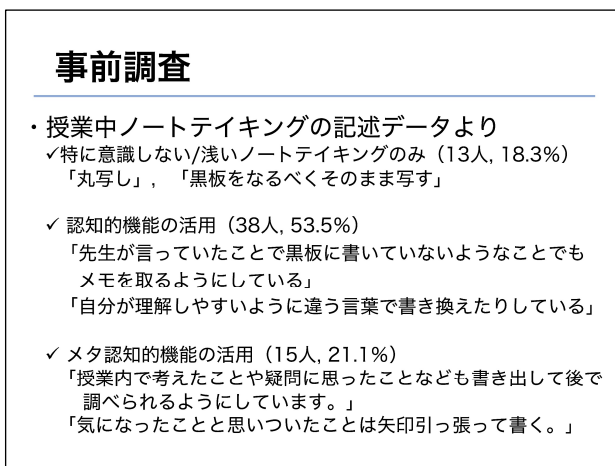 事前調査
・授業中ノートテイキングの記述データより
✓特に意識しない/浅いノートテイキングのみ（13人, 18.3%）
「丸写し」, 「黒板をなるべくそのまま写す」
✓ 認知的機能の活用（38人, 53.5%）
「先生が言っていたことで黒板に書いていないようなことでも
メモを取るようにしている」
「自分が理解しやすいように違う言葉で書き換えたりしている」
✓ メタ認知的機能の活用（15人, 21.1%）
「授業内で考えたことや疑問に思ったことなども書き出して後で
調べられるようにしています。」
「気になったことと思いついたことは矢印引っ張って書く。」